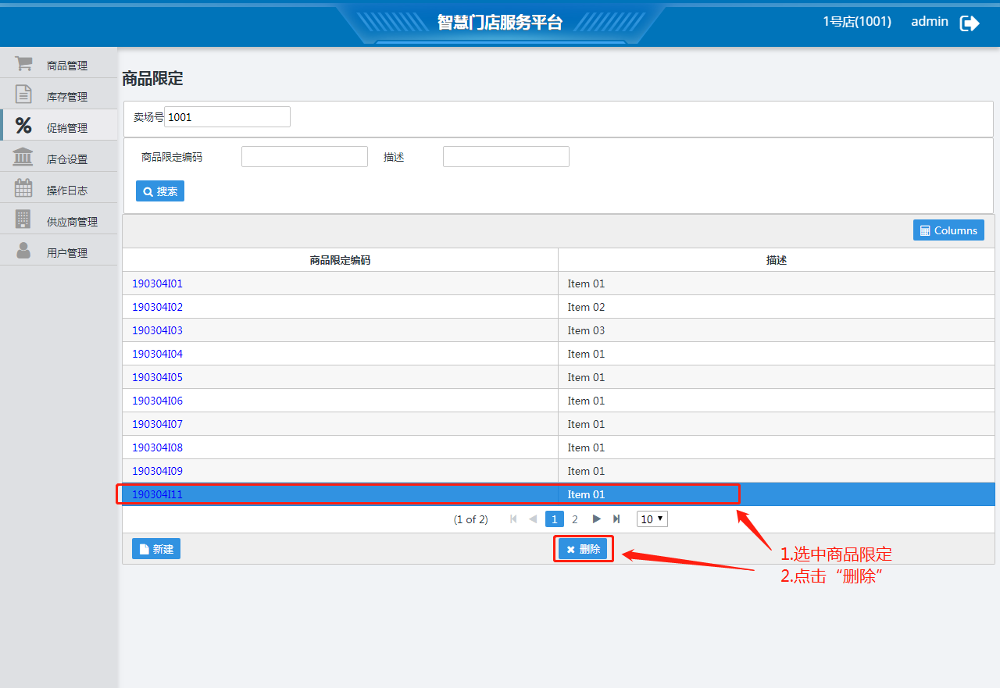 智慧门店服务平台
1号店(1001) admin
商品管理
库存管理
促销管理
店仓设置
操作日志
供应商管理
用户管理
商品限定
卖场号 1001
商品限定编码 描述
搜索
Columns
商品限定编码 描述
190304I01 Item 01
190304I02 Item 02
190304I03 Item 03
190304I04 Item 01
190304I05 Item 01
190304I06 Item 01
190304I07 Item 01
190304I08 Item 01
190304I09 Item 01
190304I11 Item 01
(1 of 2) 1 2 10
新建 删除
1.选中商品限定
2.点击“删除”